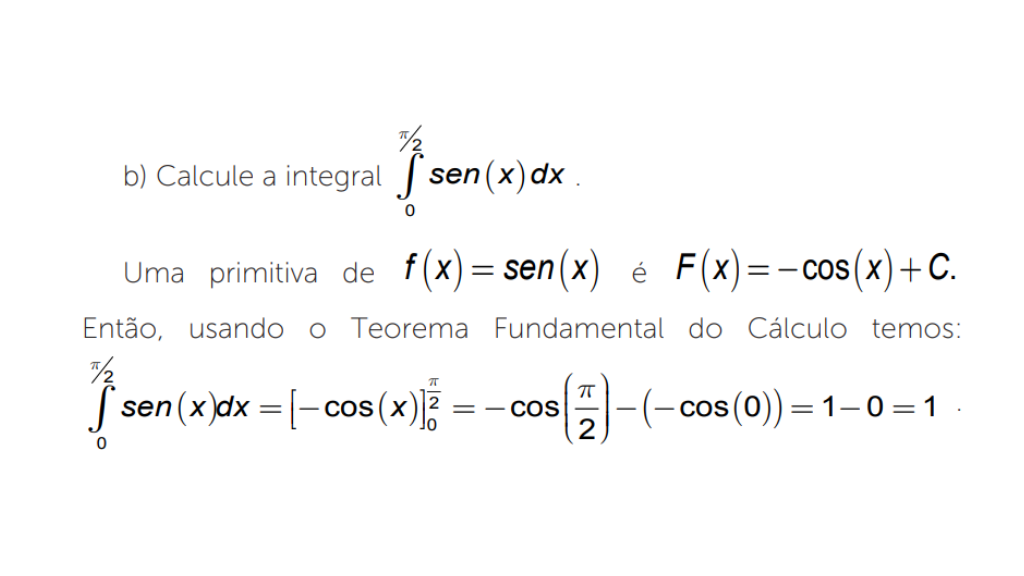 b) Calcule a integral ∫₀^{π/2} sen(x)dx .
Uma primitiva de f(x) = sen(x) é F(x) = −cos(x) + C.
Então, usando o Teorema Fundamental do Cálculo temos:
∫₀^{π/2} sen(x)dx = [−cos(x)]₀^{π/2} = −cos(π/2) − (−cos(0)) = 1 − 0 = 1 .